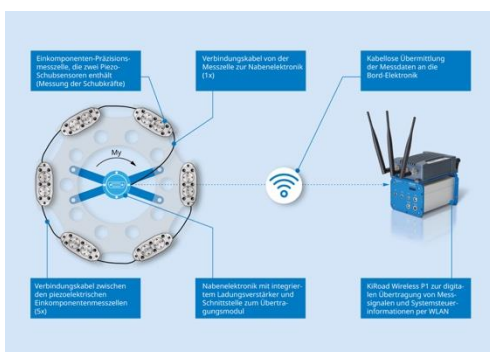 Einkomponenten-Präzisions-
messzelle, die zwei Piezo-
Schubsensoren enthält
(Messung der Schubkräfte)
Verbindungskabel von der
Messzelle zur Nabenelektronik
(1x)
Kabellose Übermittlung
der Messdaten an die
Bord-Elektronik
My
Verbindungskabel zwischen
den piezoelektrischen
Einkomponentenmesszellen
(5x)
Nabenelektronik mit integrier-
tem Ladungsverstärker und
Schnittstelle zum Übertra-
gungsmodul
KiRoad Wireless P1 zur digita-
len Übertragung von Mess-
signalen und Systemsteuer-
informationen per WLAN